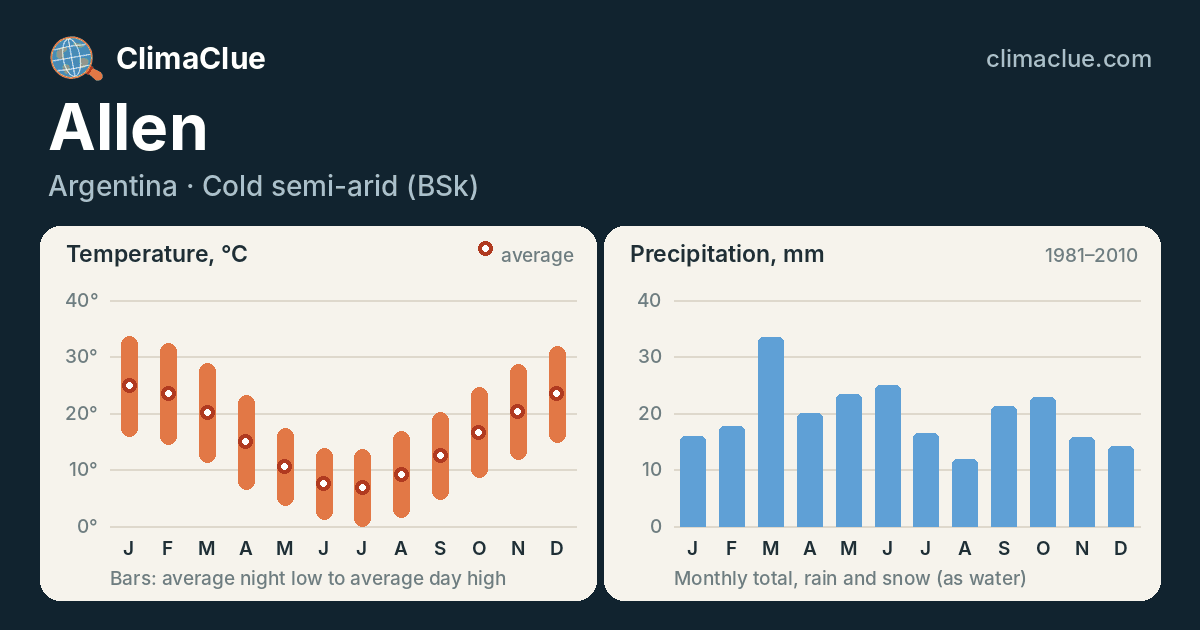 ClimaClue
climaclue.com
Allen
Argentina · Cold semi-arid (BSk)
Temperature, °C
average
40°
30°
20°
10°
0°
J F M A M J J A S O N D
Bars: average night low to average day high
Precipitation, mm
1981–2010
40
30
20
10
0
J F M A M J J A S O N D
Monthly total, rain and snow (as water)